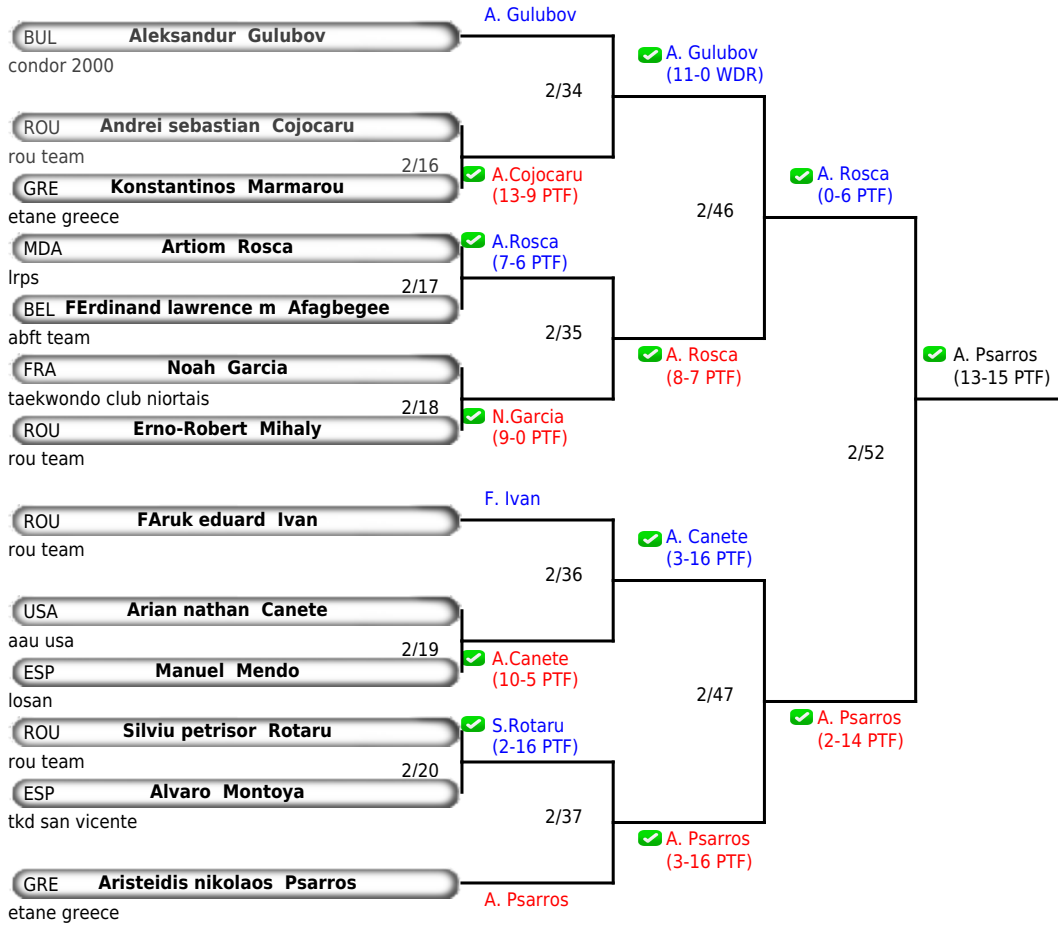 A. Gulubov
BUL Aleksandur Gulubov
condor 2000
A. Gulubov
(11-0 WDR)
2/34
ROU Andrei sebastian Cojocaru
rou team
2/16
GRE Konstantinos Marmarou
etane greece
A.Cojocaru
(13-9 PTF)
A. Rosca
(0-6 PTF)
2/46
MDA Artiom Rosca
lrps
A.Rosca
(7-6 PTF)
2/17
BEL FErdinand lawrence m Afagbegee
abft team
2/35
A. Rosca
(8-7 PTF)
FRA Noah Garcia
taekwondo club niortais
2/18
ROU Erno-Robert Mihaly
rou team
N.Garcia
(9-0 PTF)
A. Psarros
(13-15 PTF)
2/52
F. Ivan
ROU FAruk eduard Ivan
rou team
A. Canete
(3-16 PTF)
2/36
USA Arian nathan Canete
aau usa
2/19
ESP Manuel Mendo
losan
A.Canete
(10-5 PTF)
2/47
A. Psarros
(2-14 PTF)
ROU Silviu petrisor Rotaru
rou team
S.Rotaru
(2-16 PTF)
2/20
ESP Alvaro Montoya
tkd san vicente
2/37
A. Psarros
(3-16 PTF)
GRE Aristeidis nikolaos Psarros
etane greece
A. Psarros